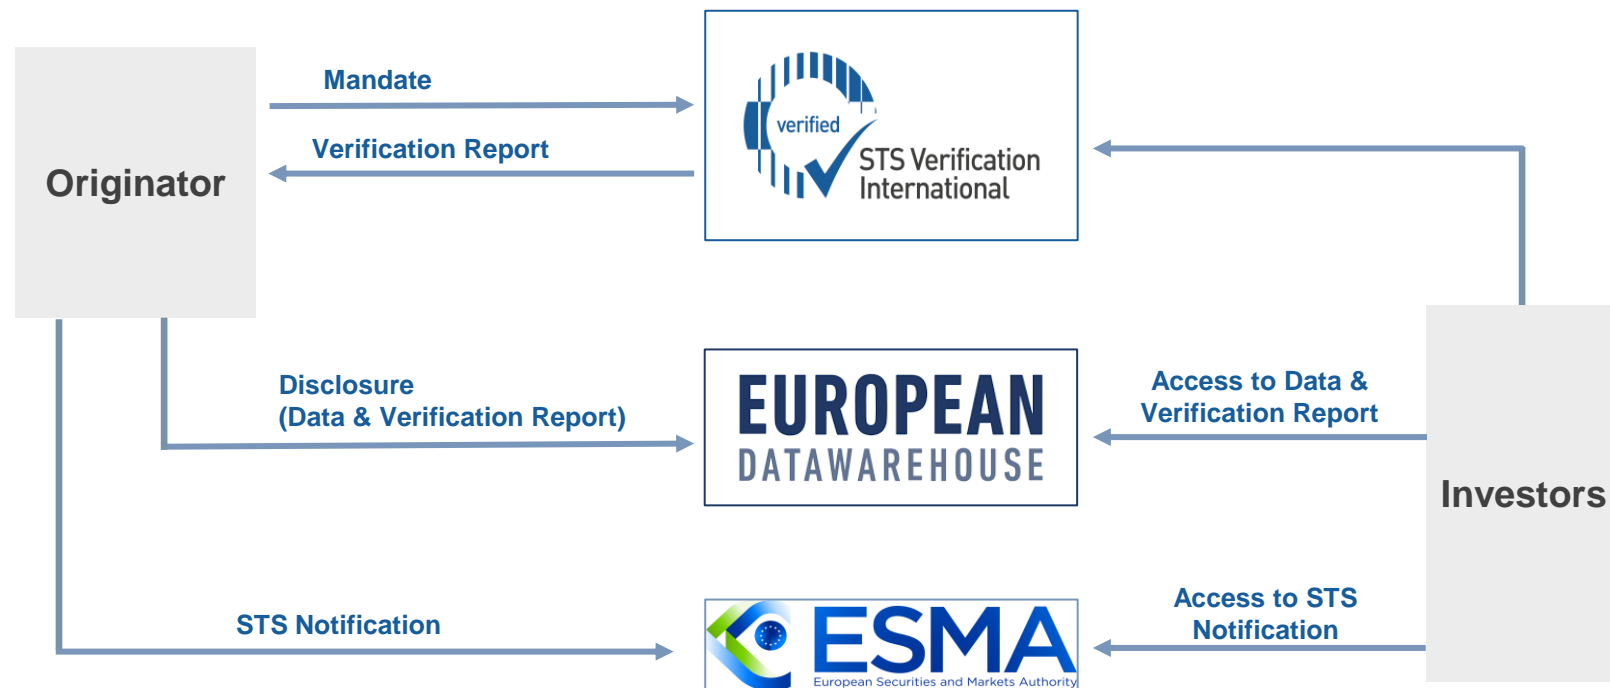 Mandate
Verification Report
Originator
verified
STS Verification
International
Disclosure
(Data & Verification Report)
EUROPEAN
DATAWAREHOUSE
Access to Data &
Verification Report
Investors
STS Notification
ESMA
European Securities and Markets Authority
Access to STS
Notification